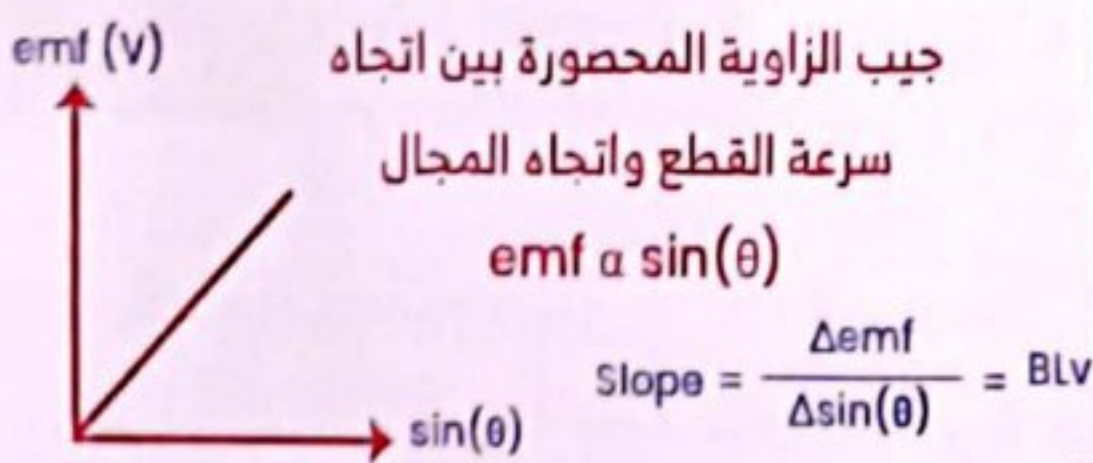 emf (V)
جيب الزاوية المحصورة بين اتجاه
سرعة القطع واتجاه المجال
emf α sin(θ)
Slope = Δemf / Δsin(θ) = BLv
sin(θ)